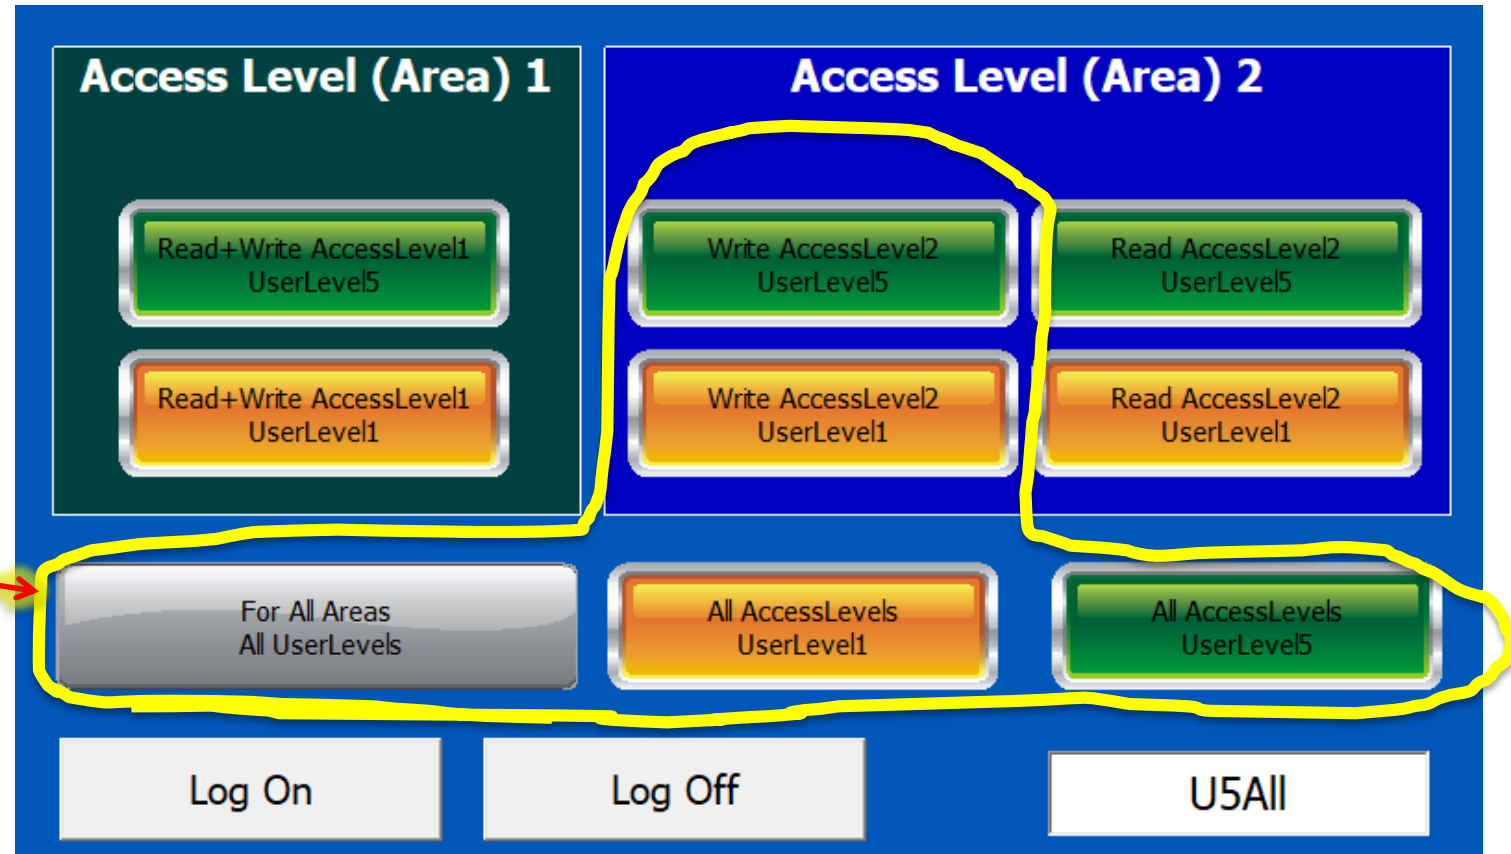 Access Level (Area) 1
Access Level (Area) 2
Read+Write AccessLevel1
UserLevel5
Write AccessLevel2
UserLevel5
Read AccessLevel2
UserLevel5
Read+Write AccessLevel1
UserLevel1
Write AccessLevel2
UserLevel1
Read AccessLevel2
UserLevel1
For All Areas
All UserLevels
All AccessLevels
UserLevel1
All AccessLevels
UserLevel5
Log On
Log Off
U5All